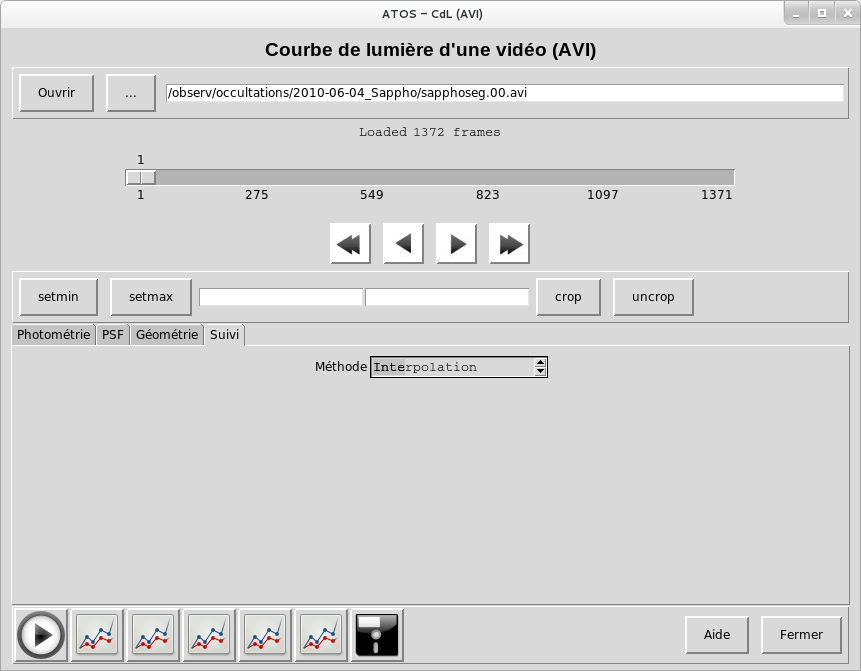 ATOS – CdL (AVI)
Courbe de lumière d'une vidéo (AVI)
Ouvrir ... /observ/occultations/2010-06-04_Sappho/sapphoseg.00.avi
Loaded 1372 frames
1
1 275 549 823 1097 1371
setmin setmax crop uncrop
Photométrie PSF Géométrie Suivi
Méthode Interpolation
Aide Fermer